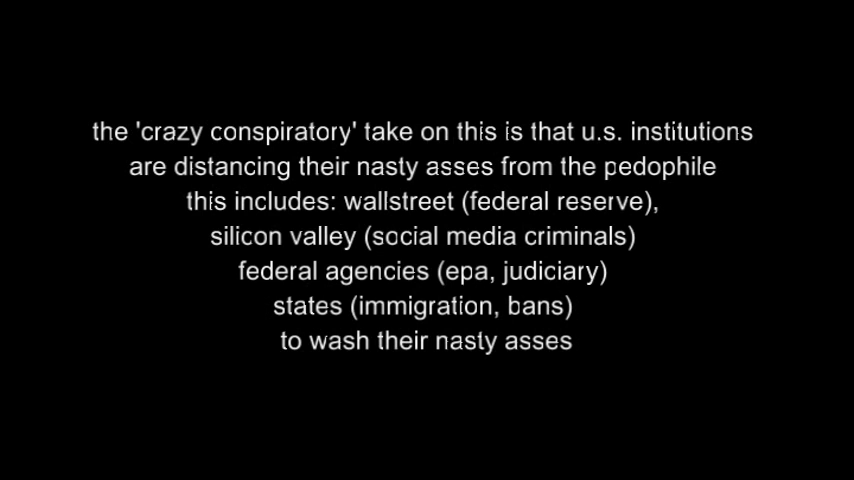 the 'crazy conspiratory' take on this is that u.s. institutions
are distancing their nasty asses from the pedophile
this includes: wallstreet (federal reserve),
silicon valley (social media criminals)
federal agencies (epa, judiciary)
states (immigration, bans)
to wash their nasty asses